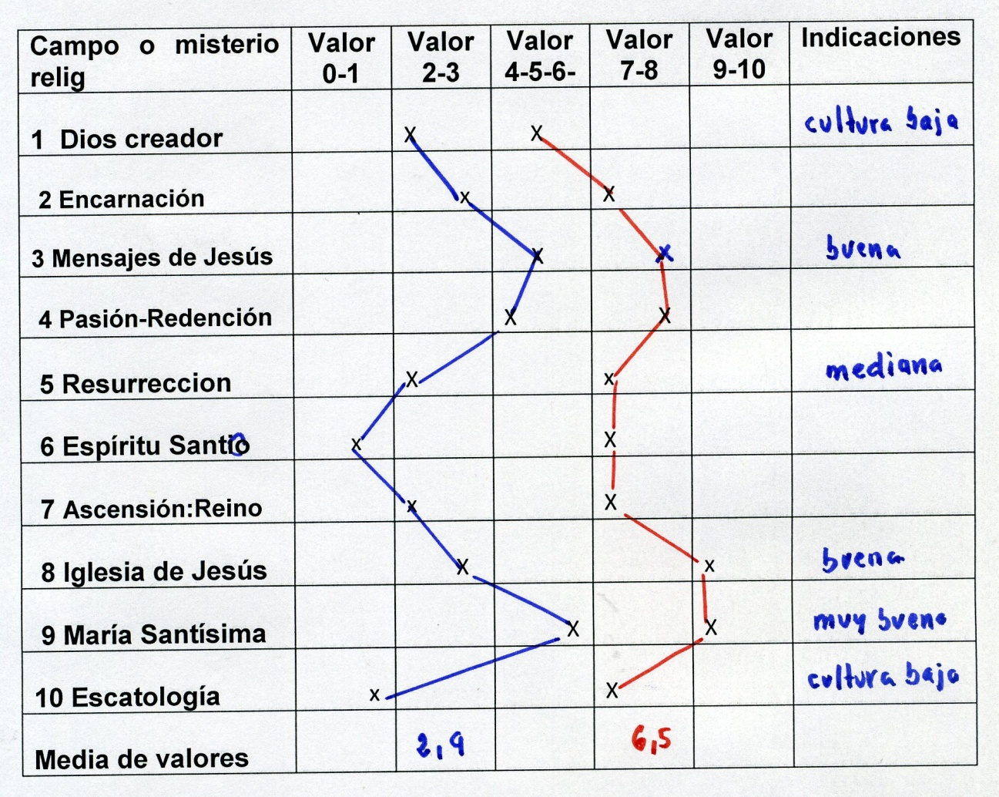 Campo o misterio relig Valor 0-1 Valor 2-3 Valor 4-5-6- Valor 7-8 Valor 9-10 Indicaciones
1 Dios creador X X cultura baja
2 Encarnación x X
3 Mensajes de Jesús X x buena
4 Pasión-Redención X X
5 Resurreccion X x mediana
6 Espíritu Santo x X
7 Ascensión:Reino x X
8 Iglesia de Jesús X x buena
9 María Santísima X X muy buena
10 Escatología x X cultura baja
Media de valores 2,9 6,5